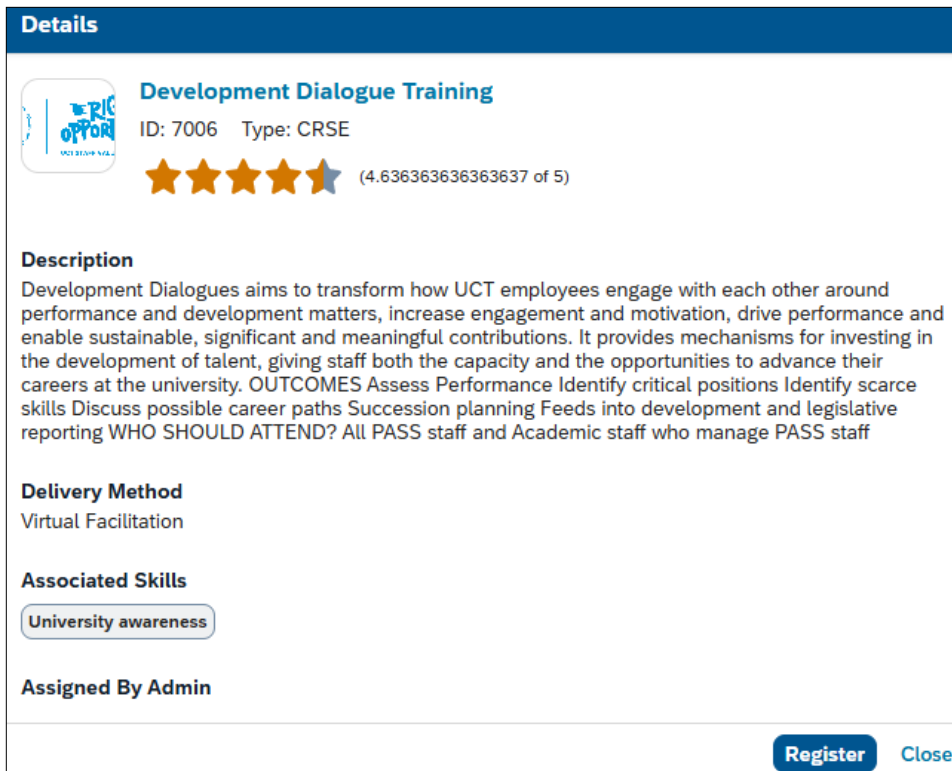 Details
Development Dialogue Training
ID: 7006 Type: CRSE
(4.636363636363637 of 5)
Description
Development Dialogues aims to transform how UCT employees engage with each other around
performance and development matters, increase engagement and motivation, drive performance and
enable sustainable, significant and meaningful contributions. It provides mechanisms for investing in
the development of talent, giving staff both the capacity and the opportunities to advance their
careers at the university. OUTCOMES Assess Performance Identify critical positions Identify scarce
skills Discuss possible career paths Succession planning Feeds into development and legislative
reporting WHO SHOULD ATTEND? All PASS staff and Academic staff who manage PASS staff
Delivery Method
Virtual Facilitation
Associated Skills
University awareness
Assigned By Admin
Register Close